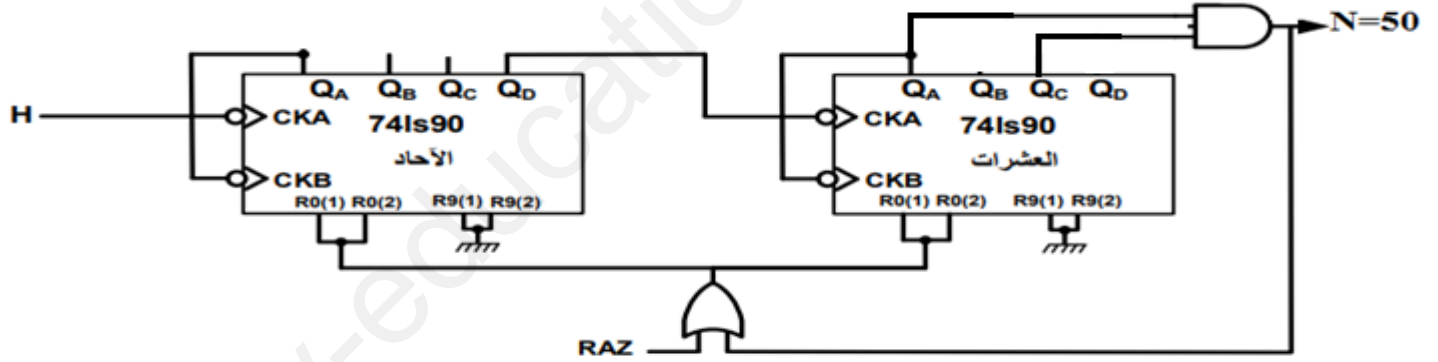 N=50
QA QB QC QD
QA QB QC QD
H
CKA
74ls90
CKA
74ls90
الآحاد
العشرات
CKB
CKB
R0(1) R0(2) R9(1) R9(2)
R0(1) R0(2) R9(1) R9(2)
RAZ
y-educatio